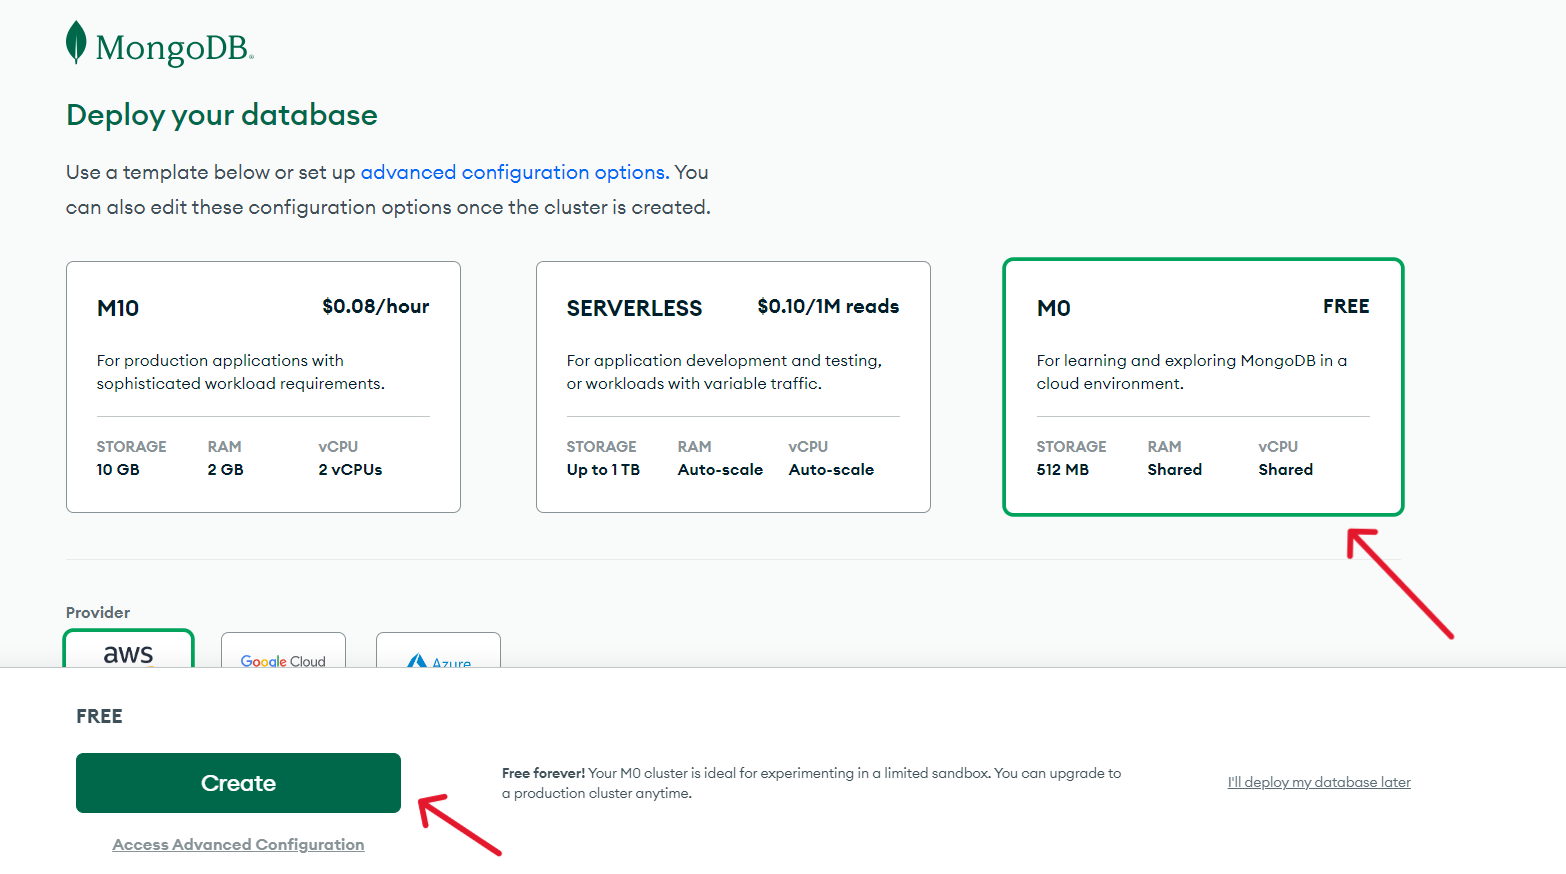 MongoDB®
Deploy your database
Use a template below or set up advanced configuration options. You
can also edit these configuration options once the cluster is created.
M10 $0.08/hour
For production applications with
sophisticated workload requirements.
STORAGE RAM vCPU
10 GB 2 GB 2 vCPUs
SERVERLESS $0.10/1M reads
For application development and testing,
or workloads with variable traffic.
STORAGE RAM vCPU
Up to 1 TB Auto-scale Auto-scale
M0 FREE
For learning and exploring MongoDB in a
cloud environment.
STORAGE RAM vCPU
512 MB Shared Shared
Provider
aws Google Cloud Azure
FREE
Create
Access Advanced Configuration
Free forever! Your M0 cluster is ideal for experimenting in a limited sandbox. You can upgrade to
a production cluster anytime.
I'll deploy my database later